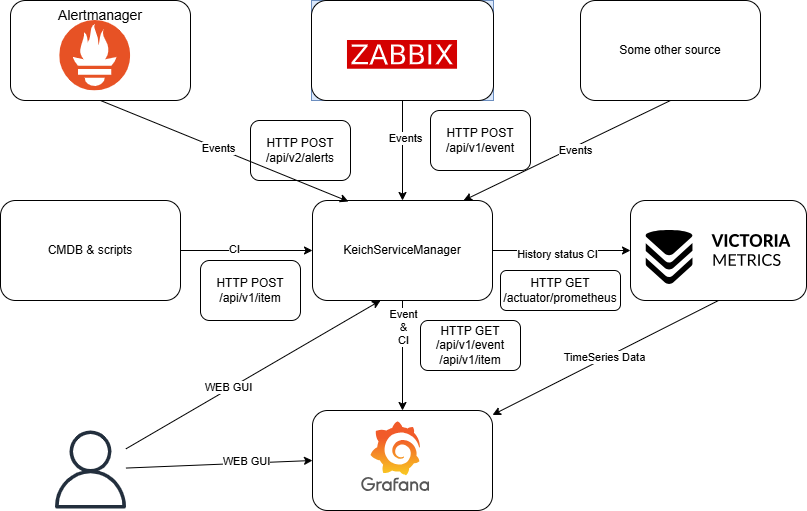 Alertmanager
ZABBIX
Some other source
Events
HTTP POST
/api/v2/alerts
Events
HTTP POST
/api/v1/event
Events
CMDB & scripts
CI
HTTP POST
/api/v1/item
KeichServiceManager
History status CI
HTTP GET
/actuator/prometheus
VICTORIA
METRICS
Event
&
CI
HTTP GET
/api/v1/event
/api/v1/item
TimeSeries Data
WEB GUI
WEB GUI
Grafana